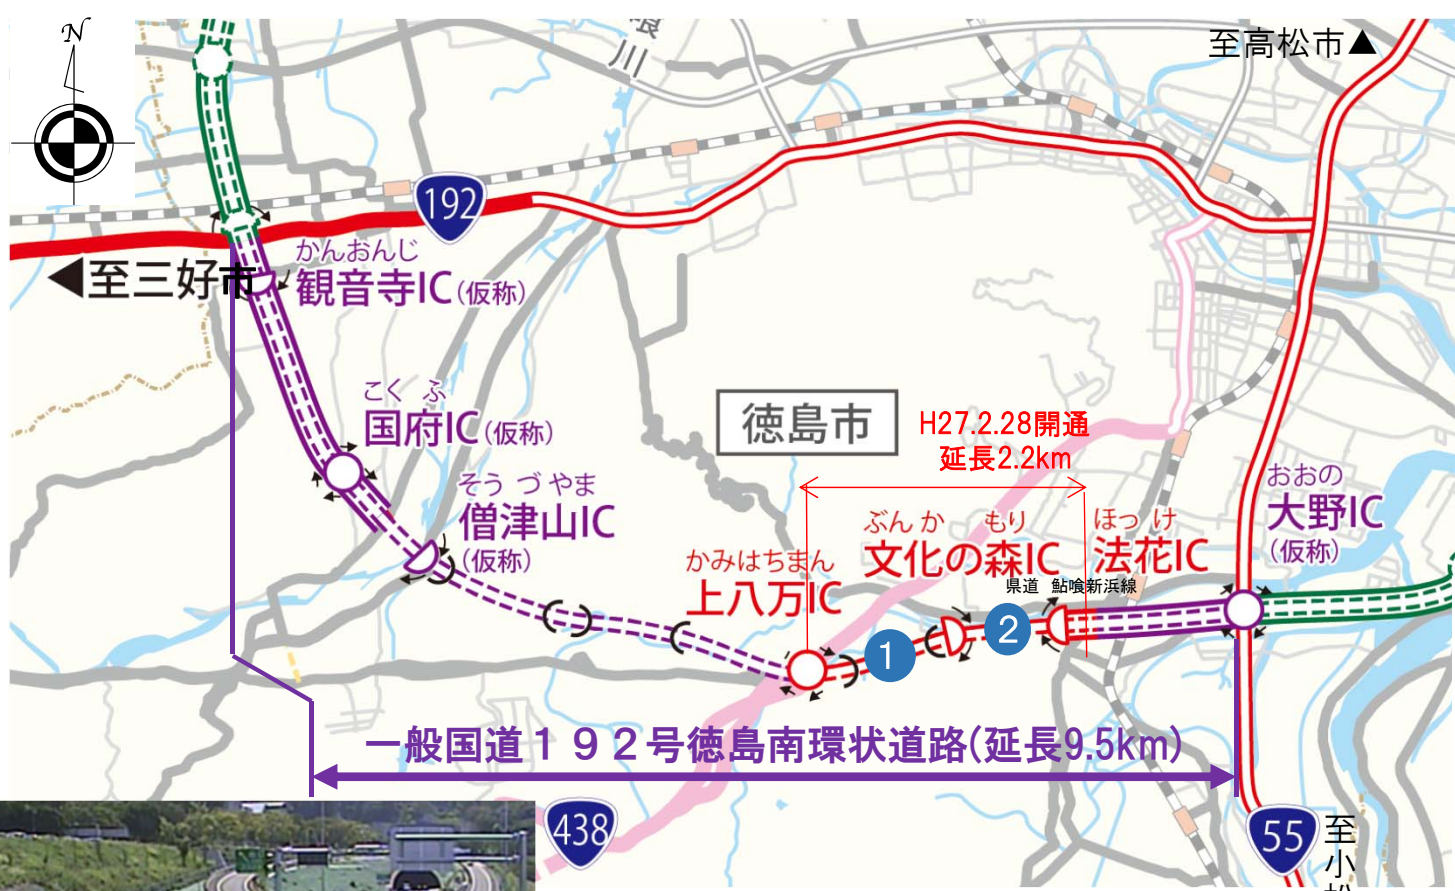 N
喰
川
至高松市▲
192
◀至三好市
かんおんじ
観音寺IC(仮称)
こくふ
国府IC(仮称)
そうづやま
僧津山IC
(仮称)
徳島市
H27.2.28開通
延長2.2km
かみはちまん
上八万IC
ぶんか もり
文化の森IC
ほっけ
法花IC
県道 鮎喰新浜線
おおの
大野IC
(仮称)
1
2
一般国道192号徳島南環状道路(延長9.5km)
438
55
至
小